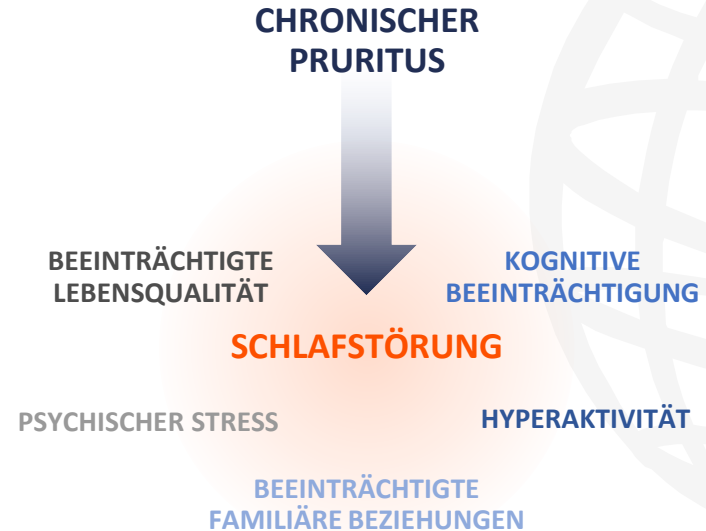 CHRONISCHER
PRURITUS
BEEINTRÄCHTIGTE
LEBENSQUALITÄT
KOGNITIVE
BEEINTRÄCHTIGUNG
SCHLAFSTÖRUNG
PSYCHISCHER STRESS
HYPERAKTIVITÄT
BEEINTRÄCHTIGTE
FAMILIÄRE BEZIEHUNGEN